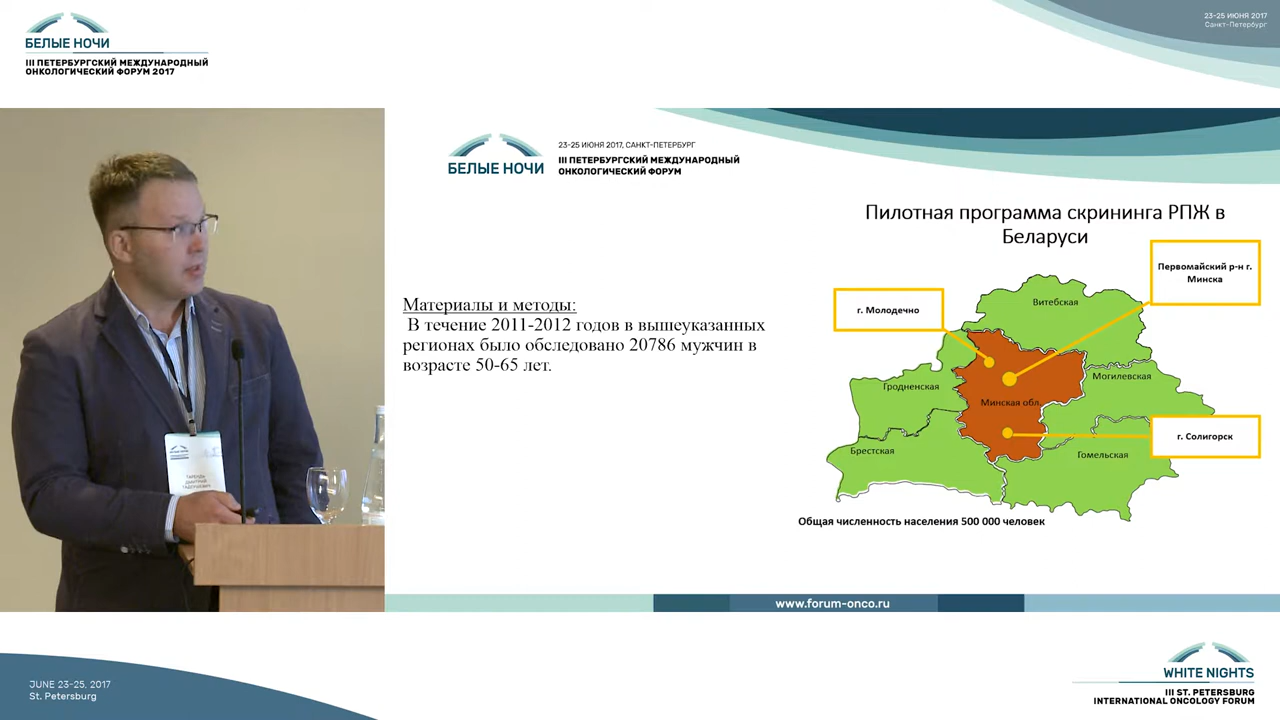 БЕЛЫЕ НОЧИ
III ПЕТЕРБУРГСКИЙ МЕЖДУНАРОДНЫЙ
ОНКОЛОГИЧЕСКИЙ ФОРУМ 2017
23-25 ИЮНЯ 2017
Санкт-Петербург
БЕЛЫЕ НОЧИ
23-25 ИЮНЯ 2017, САНКТ-ПЕТЕРБУРГ
III ПЕТЕРБУРГСКИЙ МЕЖДУНАРОДНЫЙ
ОНКОЛОГИЧЕСКИЙ ФОРУМ
Пилотная программа скрининга РПЖ в
Беларуси
Материалы и методы:
В течение 2011-2012 годов в вышеуказанных
регионах было обследовано 20786 мужчин в
возрасте 50-65 лет.
Первомайский р-н г.
Минска
г. Молодечно
Витебская
Гродненская
Могилевская
Минская обл.
г. Солигорск
Брестская
Гомельская
Общая численность населения 500 000 человек
www.forum-onco.ru
JUNE 23-25, 2017
St. Petersburg
WHITE NIGHTS
III ST. PETERSBURG
INTERNATIONAL ONCOLOGY FORUM